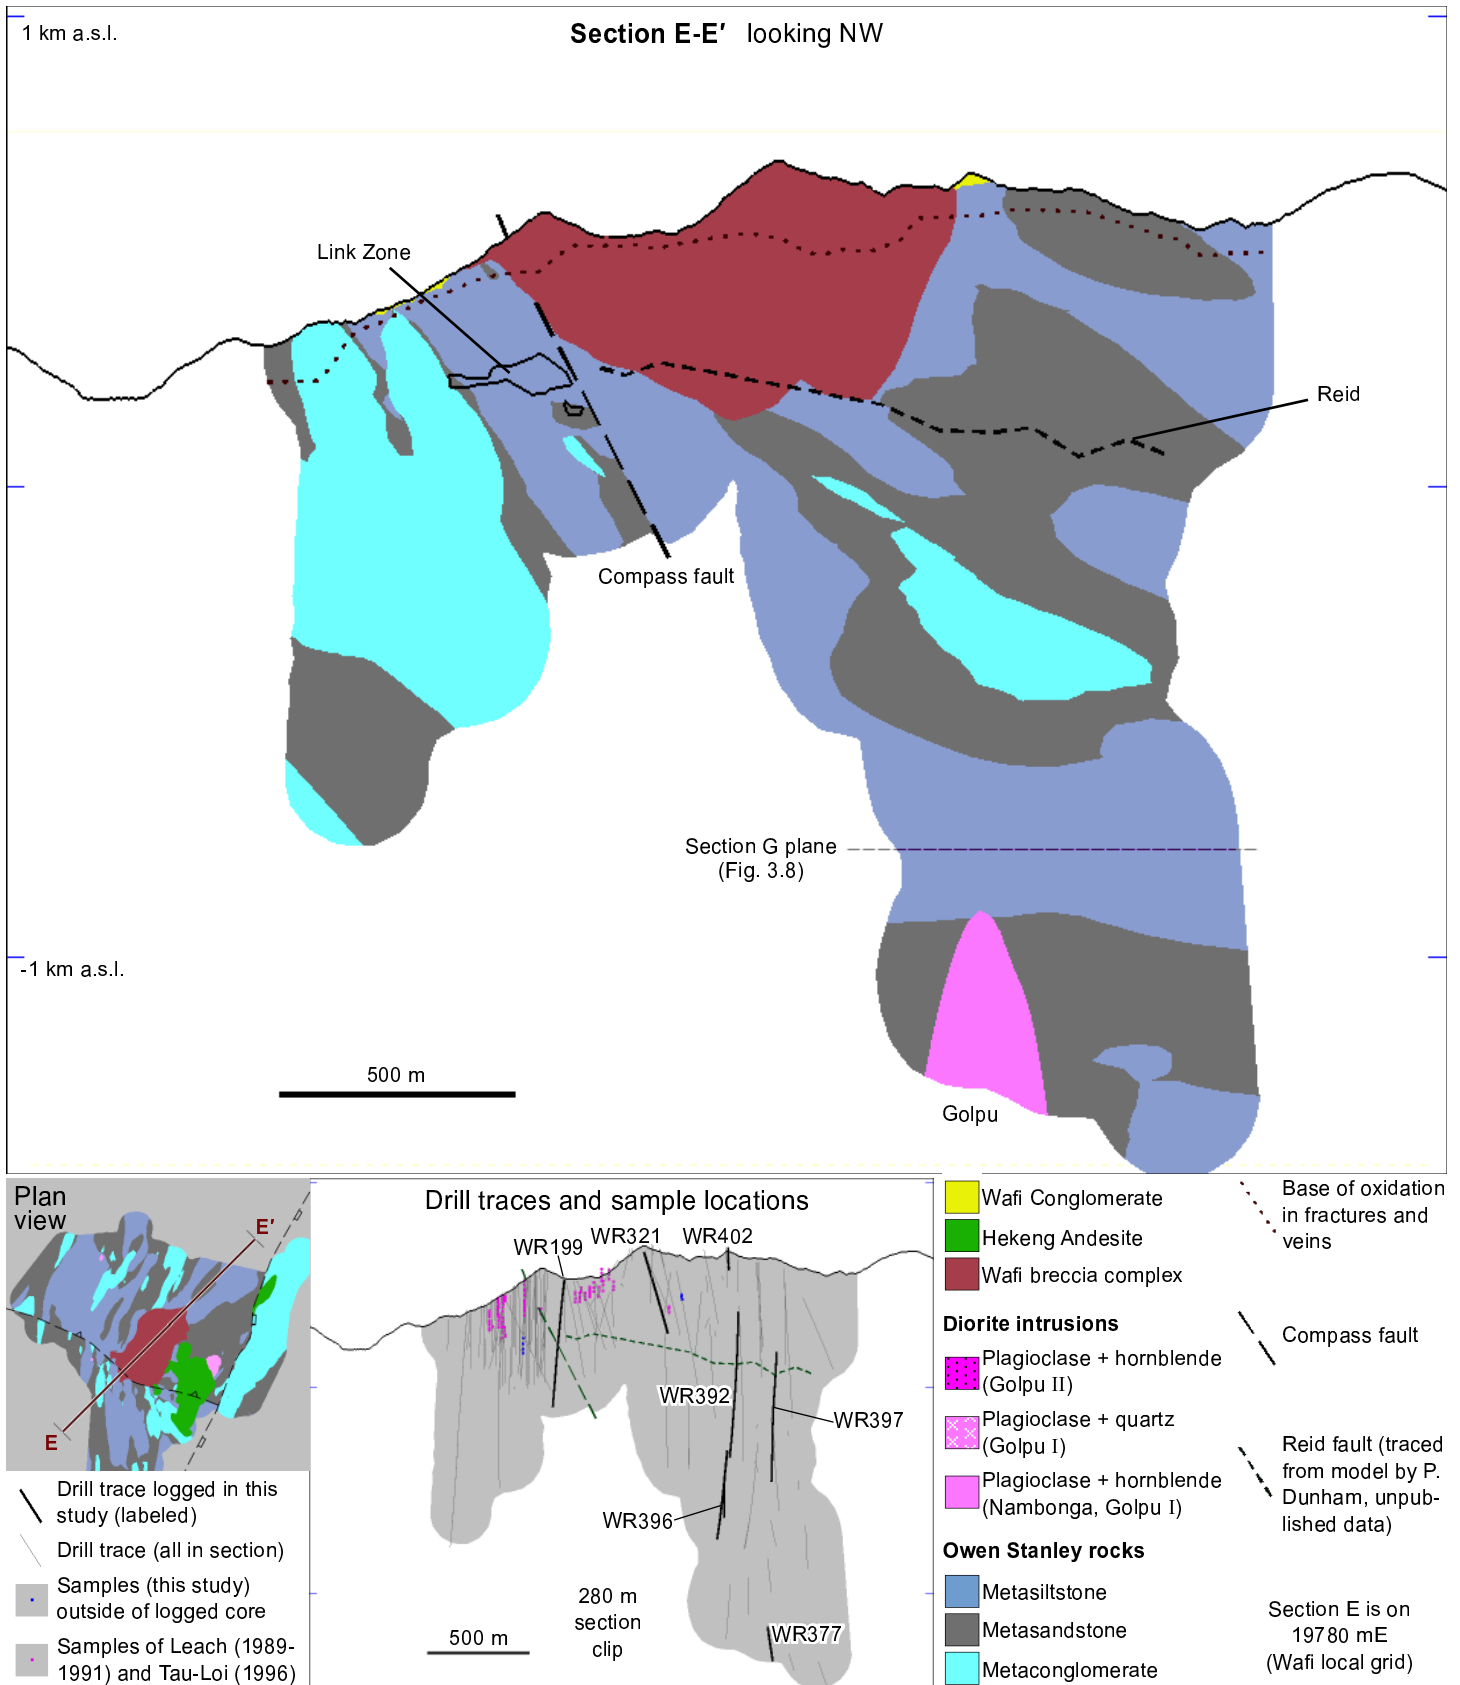 1 km a.s.l.
Section E-E′ looking NW
Link Zone
Reid
Compass fault
Section G plane
(Fig. 3.8)
-1 km a.s.l.
500 m
Golpu
Plan
view
E′
E
Drill trace logged in this
study (labeled)
Drill trace (all in section)
Samples (this study)
outside of logged core
Samples of Leach (1989-
1991) and Tau-Loi (1996)
Drill traces and sample locations
WR199
WR321
WR402
WR392
WR397
WR396
280 m
section
clip
500 m
WR377
Wafi Conglomerate
Hekeng Andesite
Wafi breccia complex
Diorite intrusions
Plagioclase + hornblende
(Golpu II)
Plagioclase + quartz
(Golpu I)
Plagioclase + hornblende
(Nambonga, Golpu I)
Owen Stanley rocks
Metasiltstone
Metasandstone
Metaconglomerate
Base of oxidation
in fractures and
veins
Compass fault
Reid fault (traced
from model by P.
Dunham, unpub-
lished data)
Section E is on
19780 mE
(Wafi local grid)